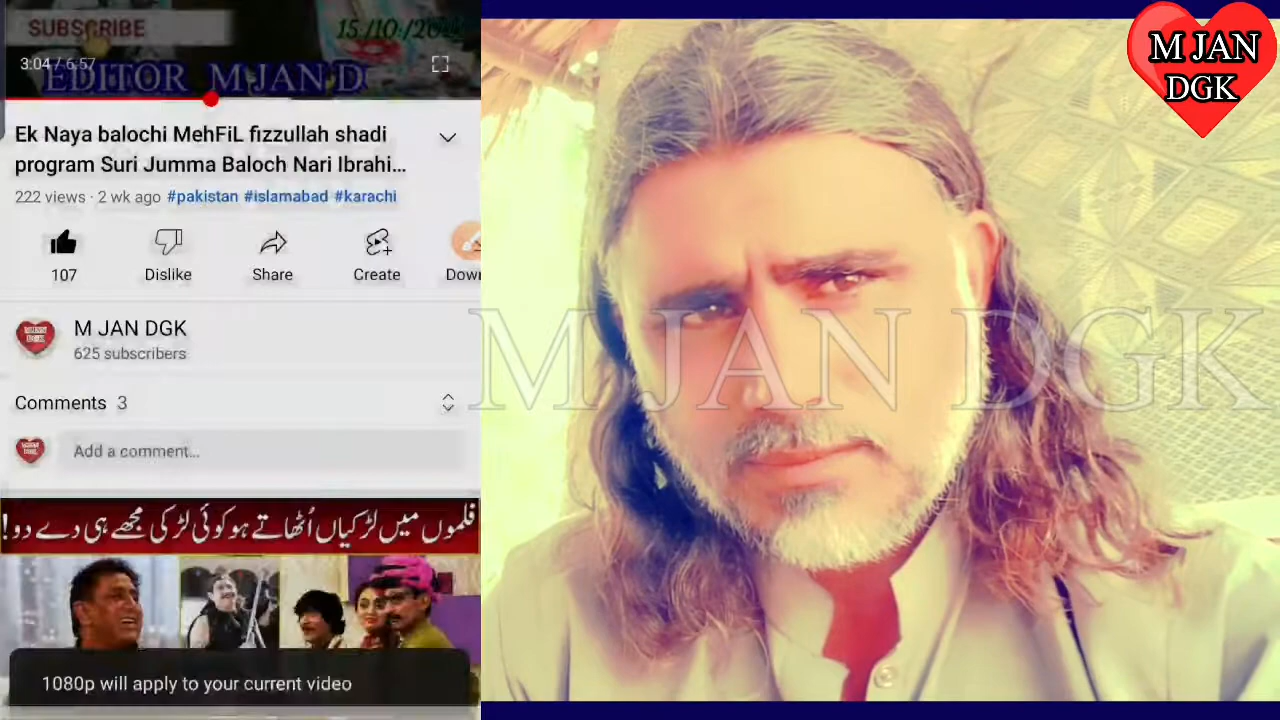 SUBSCRIBE
15/10/20
3:04 / 6:57
EDITOR M JAN D
Ek Naya balochi MehFiL fizzullah shadi
program Suri Jumma Baloch Nari Ibrahi...
222 views · 2 wk ago #pakistan #islamabad #karachi
107 Dislike Share Create Down
M JAN DGK
625 subscribers
Comments 3
Add a comment...
فلموں میں لڑکیاں اُٹھاتے ہو کوئی لڑکی مجھے ہی دے دو!
1080p will apply to your current video
M JAN DGK
M JAN
DGK